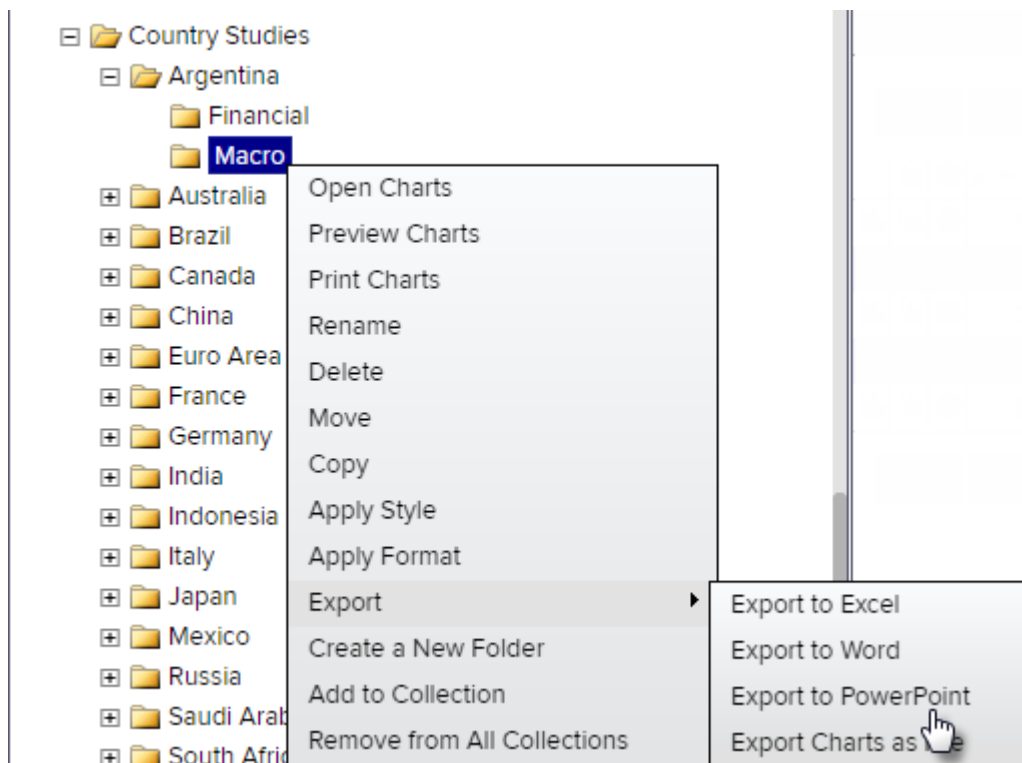 Country Studies
Argentina
Financial
Macro
Australia
Brazil
Canada
China
Euro Area
France
Germany
India
Indonesia
Italy
Japan
Mexico
Russia
Saudi
South
Open Charts
Preview Charts
Print Charts
Rename
Delete
Move
Copy
Apply Style
Apply Format
Export
Create a New Folder
Add to Collection
Remove from All Collections
Export to Excel
Export to Word
Export to PowerPoint
Export Charts as